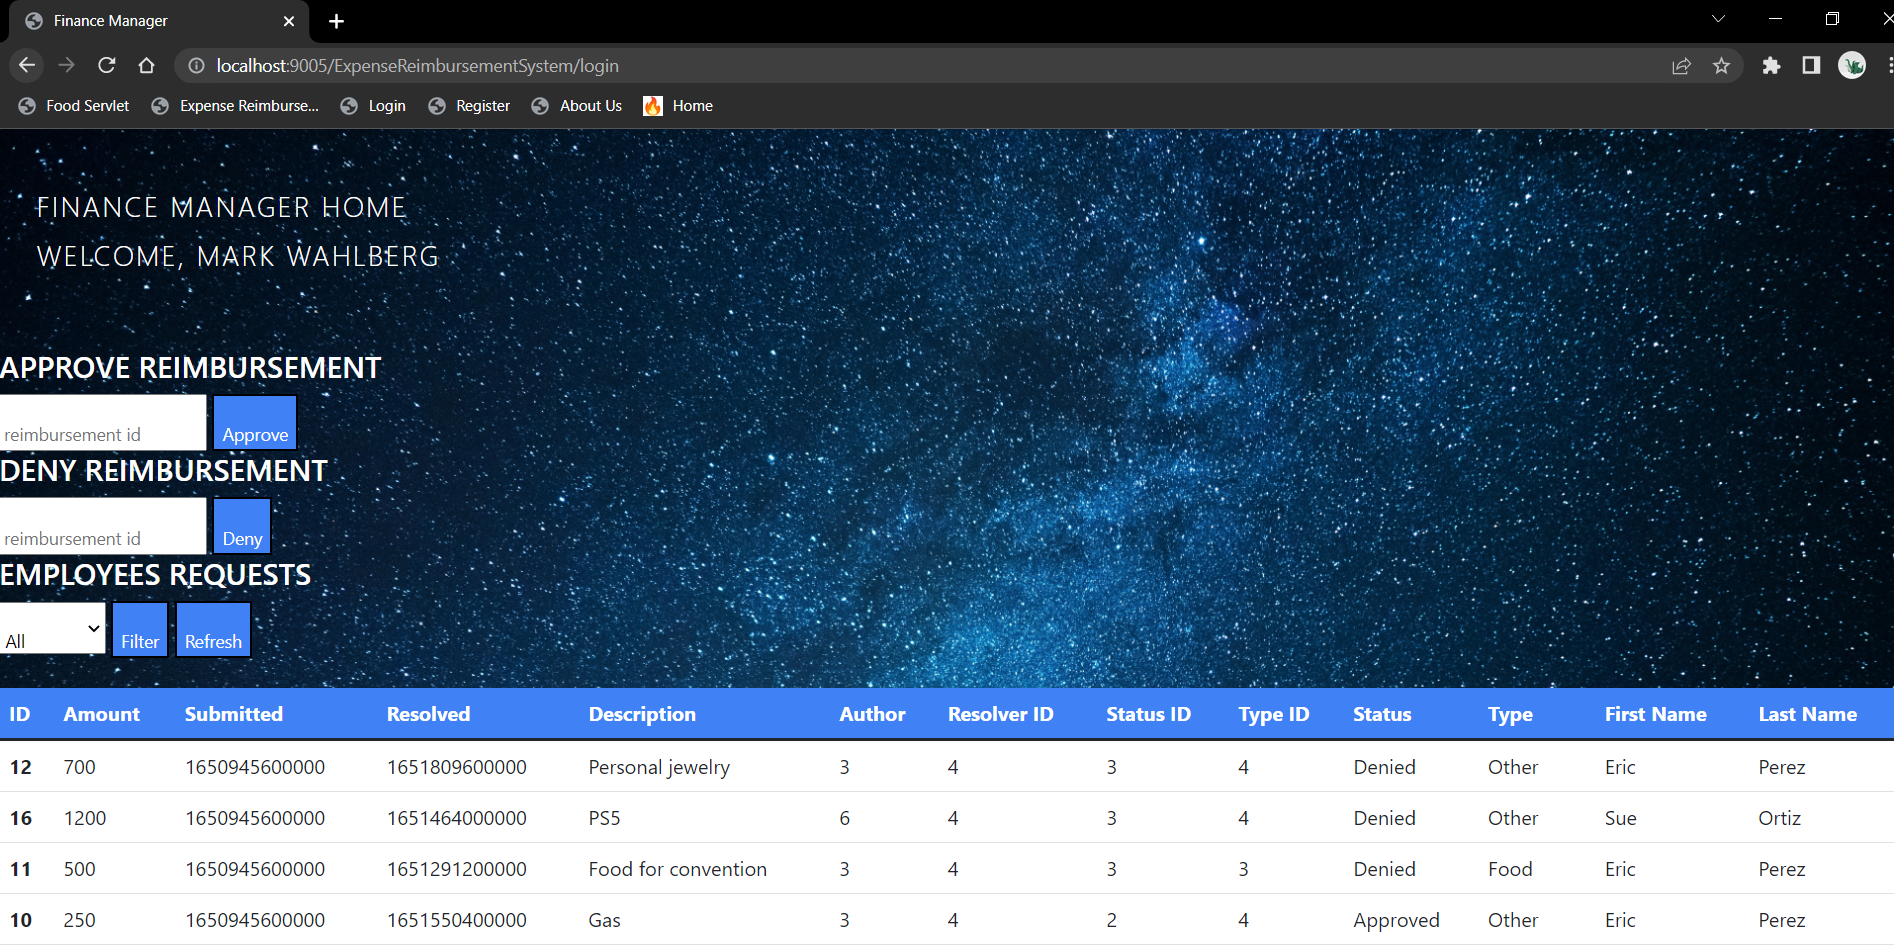 Finance Manager
localhost:9005/ExpenseReimbursementSystem/login
Food Servlet Expense Reimburse... Login Register About Us Home
FINANCE MANAGER HOME
WELCOME, MARK WAHLBERG
APPROVE REIMBURSEMENT
reimbursement id Approve
DENY REIMBURSEMENT
reimbursement id Deny
EMPLOYEES REQUESTS
All Filter Refresh
ID Amount Submitted Resolved Description Author Resolver ID Status ID Type ID Status Type First Name Last Name
12 700 1650945600000 1651809600000 Personal jewelry 3 4 3 4 Denied Other Eric Perez
16 1200 1650945600000 1651464000000 PS5 6 4 3 4 Denied Other Sue Ortiz
11 500 1650945600000 1651291200000 Food for convention 3 4 3 3 Denied Food Eric Perez
10 250 1650945600000 1651550400000 Gas 3 4 2 4 Approved Other Eric Perez